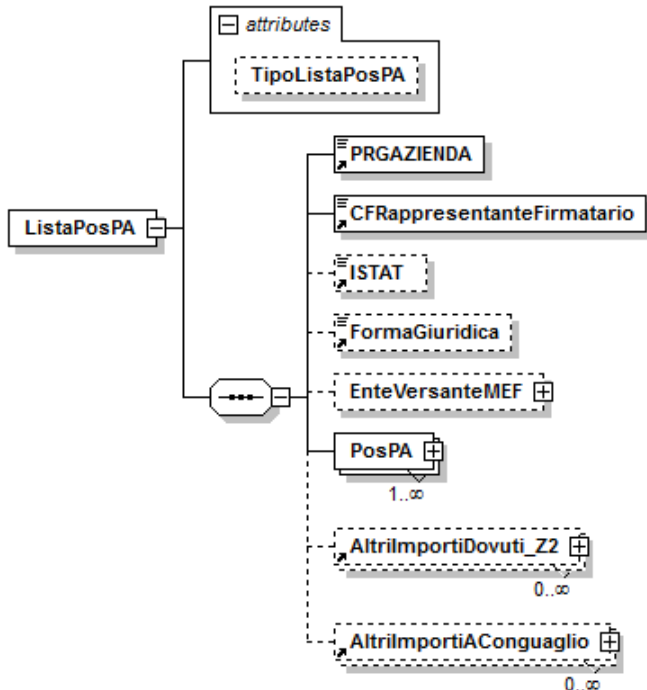 attributes
TipoListaPosPA
PRGAZIENDA
CFRappresentanteFirmatario
ListaPosPA
ISTAT
FormaGiuridica
EnteVersanteMEF
PosPA
1..∞
AltriImportiDovuti_Z2
0..∞
AltriImportiAConguaglio
0..∞